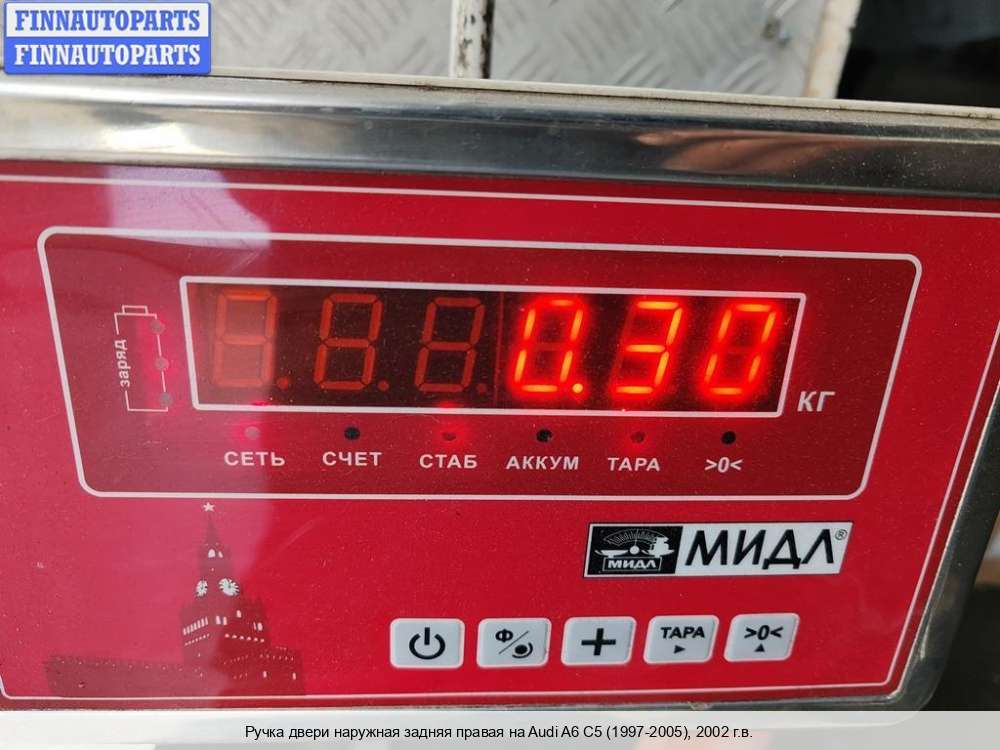 FINNAUTOPARTS
FINNAUTOPARTS
заряд
0.30
КГ
СЕТЬ СЧЕТ СТАБ АККУМ ТАРА >0<
МИДЛ МИДЛ®
Ф/ + ТАРА >0<
Ручка двери наружная задняя правая на Audi A6 C5 (1997-2005), 2002 г.в.